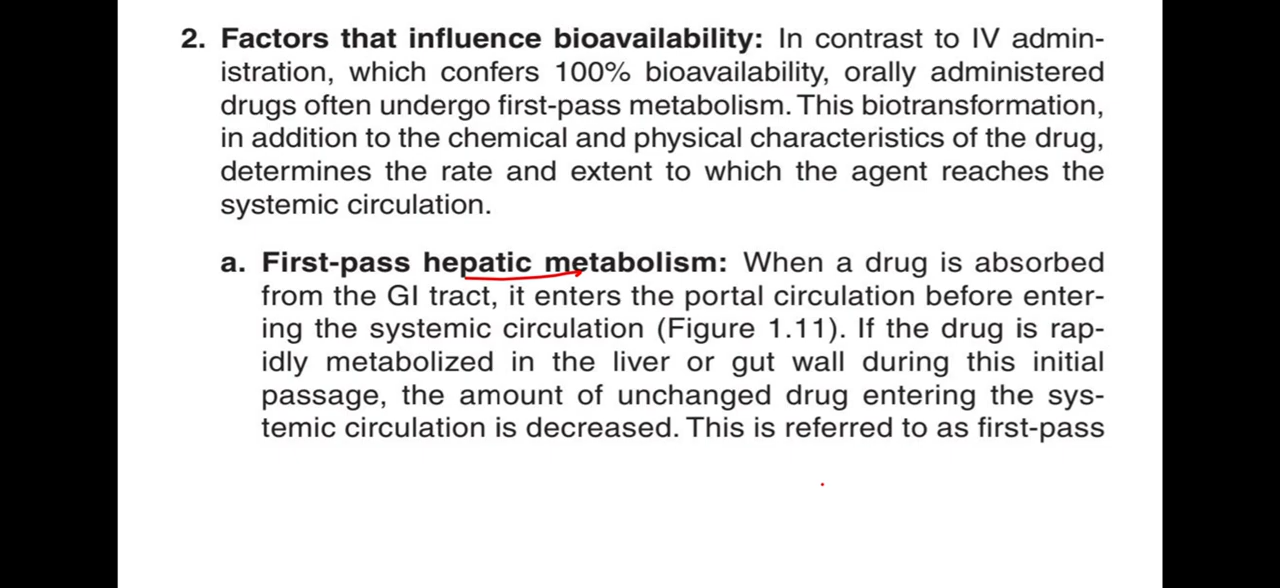 2. Factors that influence bioavailability: In contrast to IV admin-
istration, which confers 100% bioavailability, orally administered
drugs often undergo first-pass metabolism. This biotransformation,
in addition to the chemical and physical characteristics of the drug,
determines the rate and extent to which the agent reaches the
systemic circulation.
a. First-pass hepatic metabolism: When a drug is absorbed
from the GI tract, it enters the portal circulation before enter-
ing the systemic circulation (Figure 1.11). If the drug is rap-
idly metabolized in the liver or gut wall during this initial
passage, the amount of unchanged drug entering the sys-
temic circulation is decreased. This is referred to as first-pass